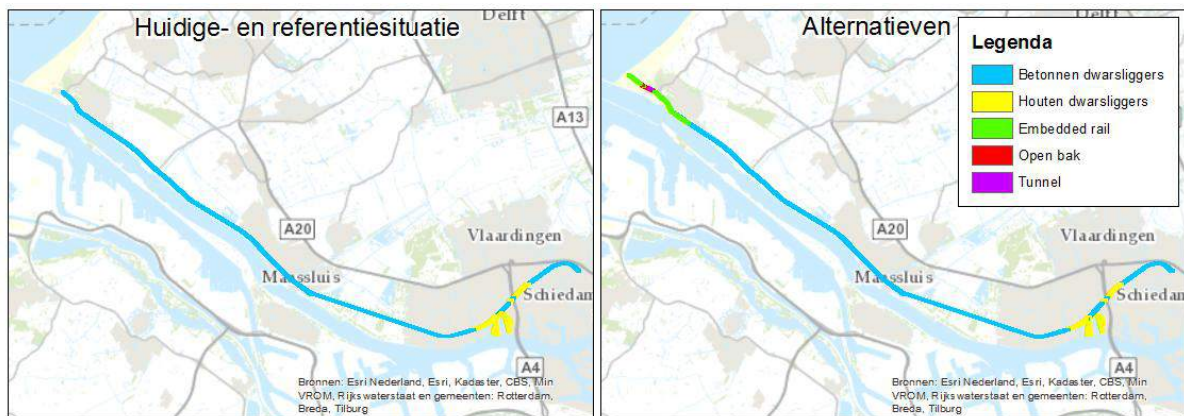 Huidige- en referentiesituatie
Delft
A13
A20
Vlaardingen
Maassluis
Schiedam
A4
Bronnen: Esri Nederland, Esri, Kadaster, CBS, Min
VROM, Rijkswaterstaat en gemeenten: Rotterdam,
Breda, Tilburg
Alternatieven
Delft
Legenda
Betonnen dwarsliggers
Houten dwarsliggers
Embedded rail
Open bak
Tunnel
A20
Vlaardingen
Maassluis
Schiedam
A4
Bronnen: Esri Nederland, Esri, Kadaster, CBS, Min
VROM, Rijkswaterstaat en gemeenten: Rotterdam,
Breda, Tilburg